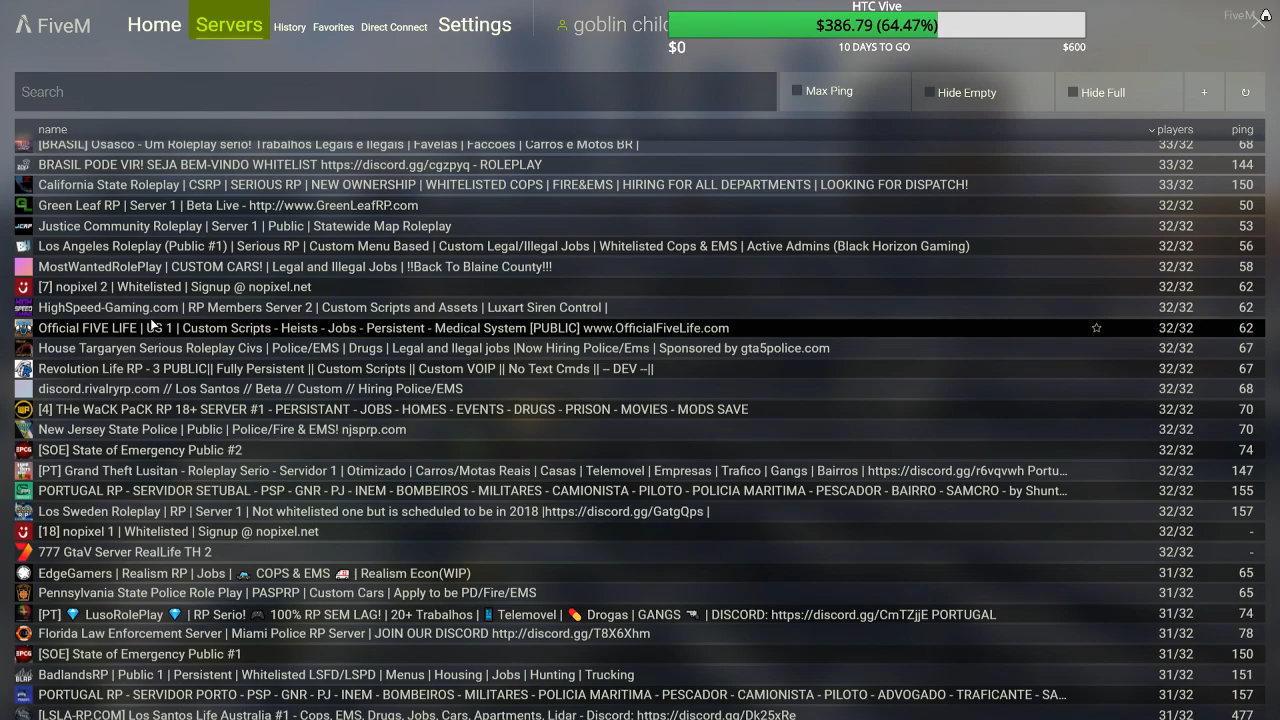 FiveM
Home
Servers
History
Favorites
Direct Connect
Settings
goblin chil
HTC Vive
$386.79 (64.47%)
$0
10 DAYS TO GO
$600
FiveM
Search
Max Ping
Hide Empty
Hide Full
+
name
players
ping
[BRASIL] Osasco - Um Roleplay serio! Trabalhos Legais e Ilegais | Favelas | Faccoes | Carros e Motos BR | 33/32 68
BRASIL PODE VIR! SEJA BEM-VINDO WHITELIST https://discord.gg/cgzpyq - ROLEPLAY 33/32 144
California State Roleplay | CSRP | SERIOUS RP | NEW OWNERSHIP | WHITELISTED COPS | FIRE&EMS | HIRING FOR ALL DEPARTMENTS | LOOKING FOR DISPATCH! 33/32 150
Green Leaf RP | Server 1 | Beta Live - http://www.GreenLeafRP.com 32/32 50
Justice Community Roleplay | Server 1 | Public | Statewide Map Roleplay 32/32 53
Los Angeles Roleplay (Public #1) | Serious RP | Custom Menu Based | Custom Legal/Illegal Jobs | Whitelisted Cops & EMS | Active Admins (Black Horizon Gaming) 32/32 56
MostWantedRolePlay | CUSTOM CARS! | Legal and Illegal Jobs | !!Back To Blaine County!!! 32/32 58
[7] nopixel 2 | Whitelisted | Signup @ nopixel.net 32/32 62
HighSpeed-Gaming.com | RP Members Server 2 | Custom Scripts and Assets | Luxart Siren Control | 32/32 62
Official FIVE LIFE | US 1 | Custom Scripts - Heists - Jobs - Persistent - Medical System [PUBLIC] www.OfficialFiveLife.com 32/32 62
House Targaryen Serious Roleplay Civs | Police/EMS | Drugs | Legal and Ilegal jobs |Now Hiring Police/Ems | Sponsored by gta5police.com 32/32 67
Revolution Life RP - 3 PUBLIC|| Fully Persistent || Custom Scripts || Custom VOIP || No Text Cmds || -- DEV --|| 32/32 67
discord.rivalryrp.com // Los Santos // Beta // Custom // Hiring Police/EMS 32/32 68
[4] THe WaCK PaCK RP 18+ SERVER #1 - PERSISTANT - JOBS - HOMES - EVENTS - DRUGS - PRISON - MOVIES - MODS SAVE 32/32 70
New Jersey State Police | Public | Police/Fire & EMS! njsprp.com 32/32 70
[SOE] State of Emergency Public #2 32/32 74
[PT] Grand Theft Lusitan - Roleplay Serio - Servidor 1 | Otimizado | Carros/Motas Reais | Casas | Telemovel | Empresas | Trafico | Gangs | Bairros | https://discord.gg/r6vqvwh Portu... 32/32 147
PORTUGAL RP - SERVIDOR SETUBAL - PSP - GNR - PJ - INEM - BOMBEIROS - MILITARES - CAMIONISTA - PILOTO - POLICIA MARITIMA - PESCADOR - BAIRRO - SAMCRO - by Shunt... 32/32 155
Los Sweden Roleplay | RP | Server 1 | Not whitelisted one but is scheduled to be in 2018 |https://discord.gg/GatgQps | 32/32 157
[18] nopixel 1 | Whitelisted | Signup @ nopixel.net 32/32 -
777 GtaV Server RealLife TH 2 32/32 -
EdgeGamers | Realism RP | Jobs | 🚓 COPS & EMS 🚑 | Realism Econ(WIP) 31/32 65
Pennsylvania State Police Role Play | PASPRP | Custom Cars | Apply to be PD/Fire/EMS 31/32 65
[PT] 💎 LusoRolePlay 💎 | RP Serio! 🎮 100% RP SEM LAG! | 20+ Trabalhos | 📱 Telemovel | 💊 Drogas | GANGS 🔫 | DISCORD: https://discord.gg/CmTZjjE PORTUGAL 31/32 74
Florida Law Enforcement Server | Miami Police RP Server | JOIN OUR DISCORD http://discord.gg/T8X6Xhm 31/32 78
[SOE] State of Emergency Public #1 31/32 150
BadlandsRP | Public 1 | Persistent | Whitelisted LSFD/LSPD | Menus | Housing | Jobs | Hunting | Trucking 31/32 151
PORTUGAL RP - SERVIDOR PORTO - PSP - GNR - PJ - INEM - BOMBEIROS - MILITARES - POLICIA MARITIMA - PESCADOR - CAMIONISTA - PILOTO - ADVOGADO - TRAFICANTE - SA... 31/32 157
[LSLA-RP.COM] Los Santos Life Australia #1 - Cops, EMS, Drugs, Jobs, Cars, Apartments, Lidar - Discord: https://discord.gg/Dk25xRe 31/32 477